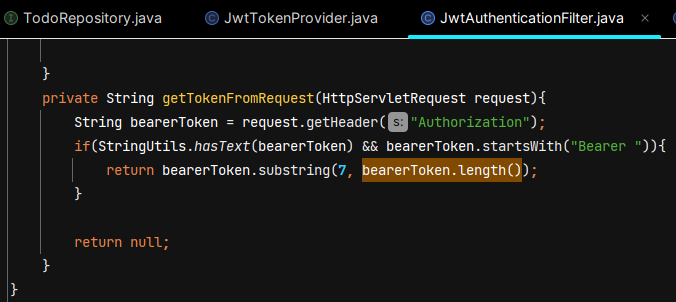 I TodoRepository.java C JwtTokenProvider.java C JwtAuthenticationFilter.java ×
}
private String getTokenFromRequest(HttpServletRequest request){
String bearerToken = request.getHeader( s: "Authorization");
if(StringUtils.hasText(bearerToken) && bearerToken.startsWith("Bearer ")){
return bearerToken.substring(7, bearerToken.length());
}
return null;
}
}